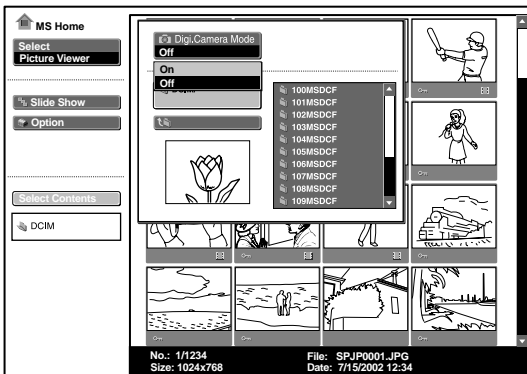 MS Home
Select
Picture Viewer
Slide Show
Option
Select Contents
DCIM
Digi.Camera Mode
Off
On
Off
100MSDCF
101MSDCF
102MSDCF
103MSDCF
104MSDCF
105MSDCF
106MSDCF
107MSDCF
108MSDCF
109MSDCF
No.: 1/1234
File: SPJP0001.JPG
Size: 1024x768
Date: 7/15/2002 12:34